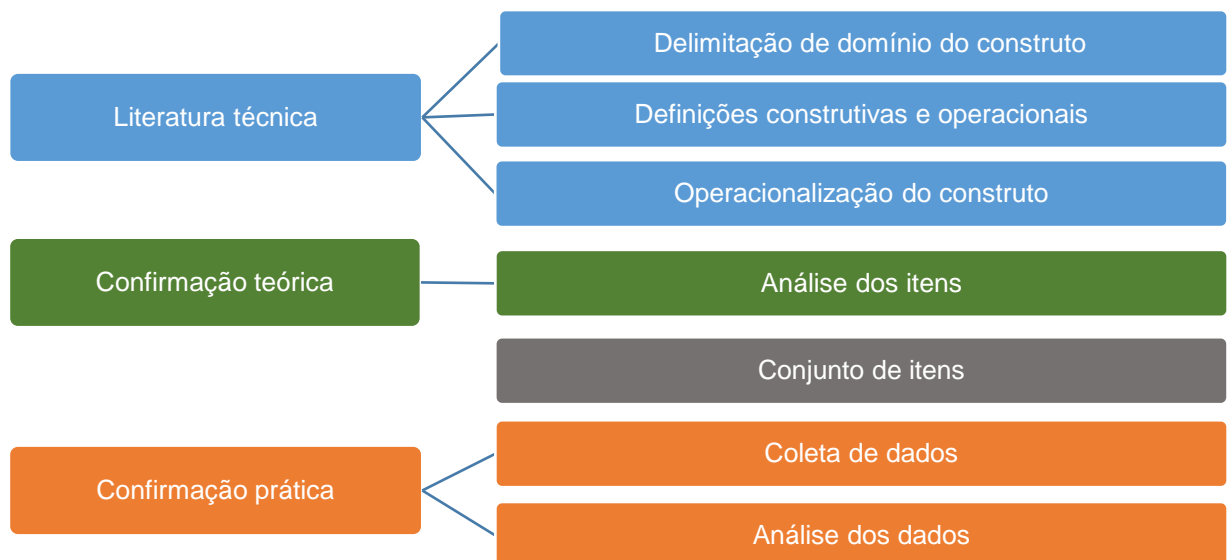 Delimitação de domínio do construto
Literatura técnica
Definições construtivas e operacionais
Operacionalização do construto
Confirmação teórica
Análise dos itens
Conjunto de itens
Coleta de dados
Confirmação prática
Análise dos dados